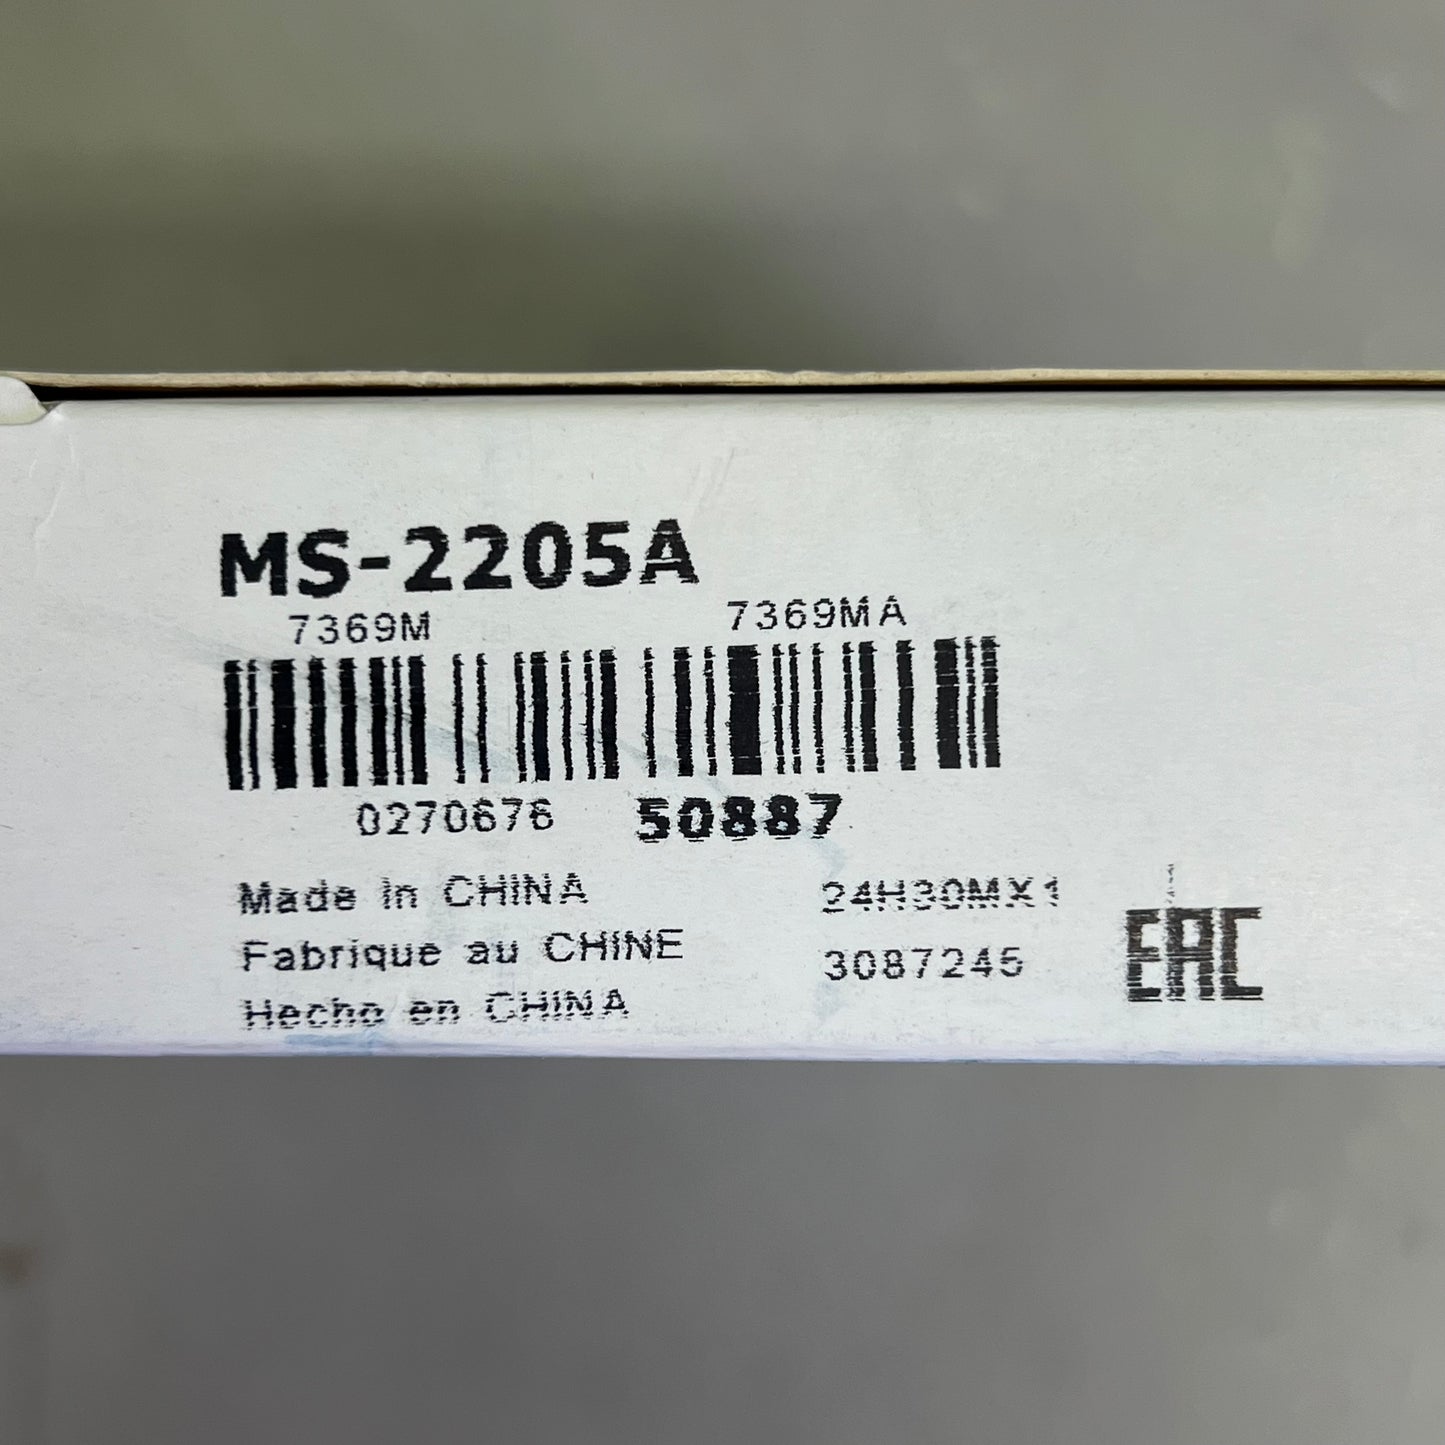 MS-2205A
7369M 7369MA
0270676 50887
Made in CHINA 24H30MX1
Fabrique au CHINE 3087245
Hecho en CHINA
EAC